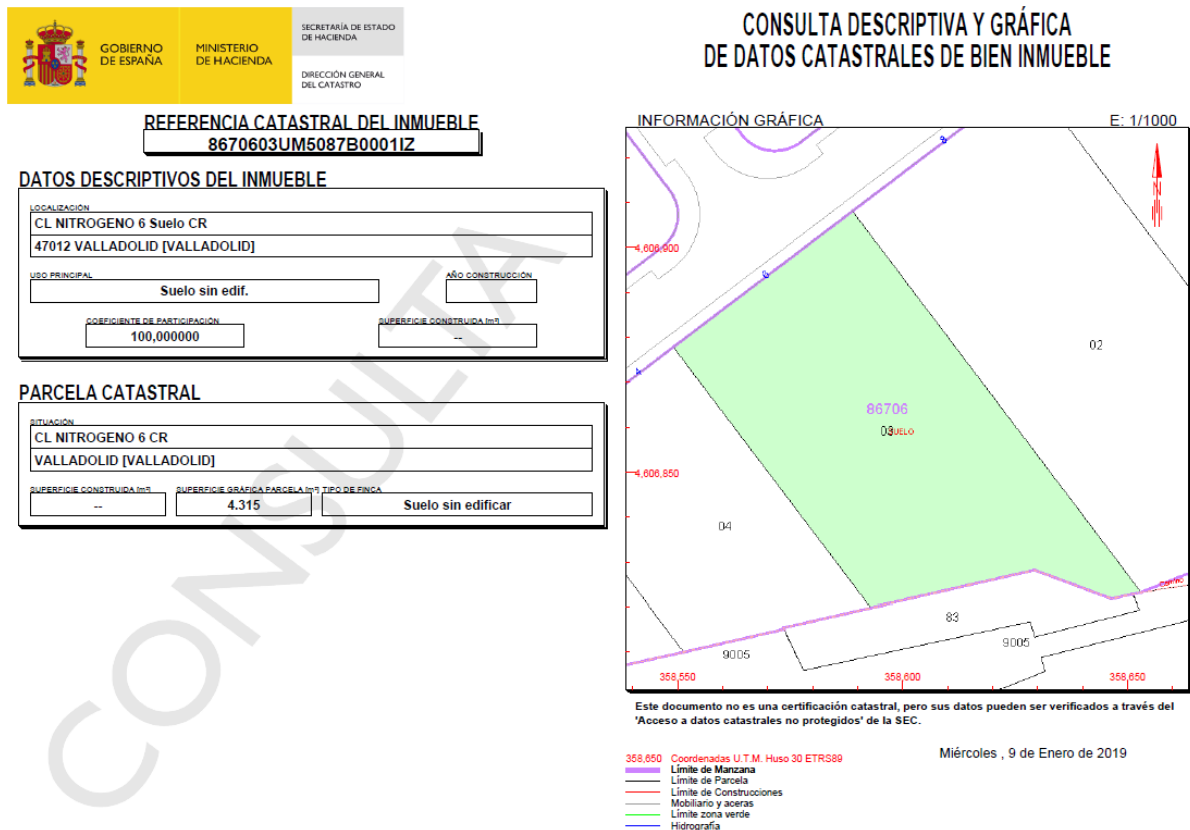 GOBIERNO
DE ESPAÑA
MINISTERIO
DE HACIENDA
SECRETARÍA DE ESTADO
DE HACIENDA
DIRECCIÓN GENERAL
DEL CATASTRO
CONSULTA DESCRIPTIVA Y GRÁFICA
DE DATOS CATASTRALES DE BIEN INMUEBLE
REFERENCIA CATASTRAL DEL INMUEBLE
8670603UM5087B0001IZ
DATOS DESCRIPTIVOS DEL INMUEBLE
LOCALIZACIÓN
CL NITROGENO 6 Suelo CR
47012 VALLADOLID [VALLADOLID]
USO PRINCIPAL
AÑO CONSTRUCCIÓN
Suelo sin edif.
COEFICIENTE DE PARTICIPACIÓN
SUPERFICIE CONSTRUIDA [m²]
100,000000
--
PARCELA CATASTRAL
SITUACIÓN
CL NITROGENO 6 CR
VALLADOLID [VALLADOLID]
SUPERFICIE CONSTRUIDA [m²] SUPERFICIE GRÁFICA PARCELA [m²] TIPO DE FINCA
-- 4.315 Suelo sin edificar
CONSULTA
INFORMACIÓN GRÁFICA E: 1/1000
N
4,606,900
02
86706
03
SUELO
4,606,850
04
83
9005
9005
358,550 358,600 358,650
Este documento no es una certificación catastral, pero sus datos pueden ser verificados a través del
'Acceso a datos catastrales no protegidos' de la SEC.
Miércoles , 9 de Enero de 2019
358,650 Coordenadas U.T.M. Huso 30 ETRS89
Límite de Manzana
Límite de Parcela
Límite de Construcciones
Mobiliario y aceras
Límite zona verde
Hidrografía